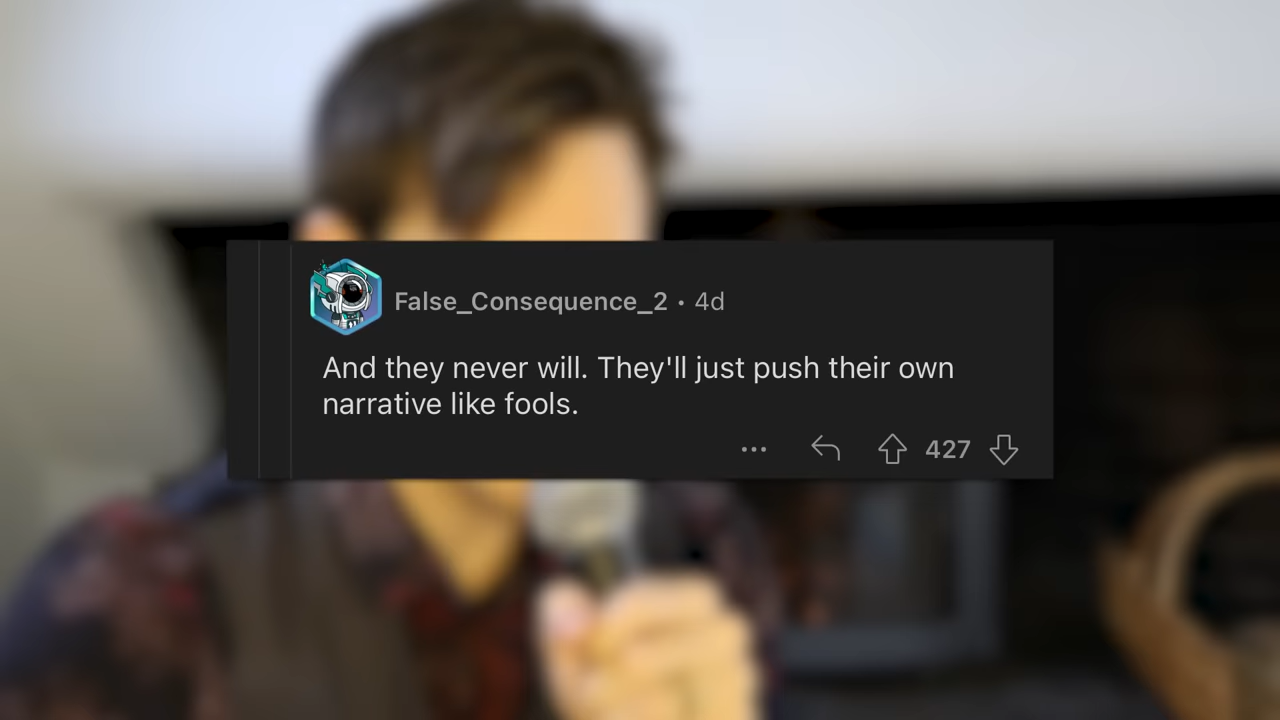 False_Consequence_2 • 4d
And they never will. They'll just push their own
narrative like fools.
427